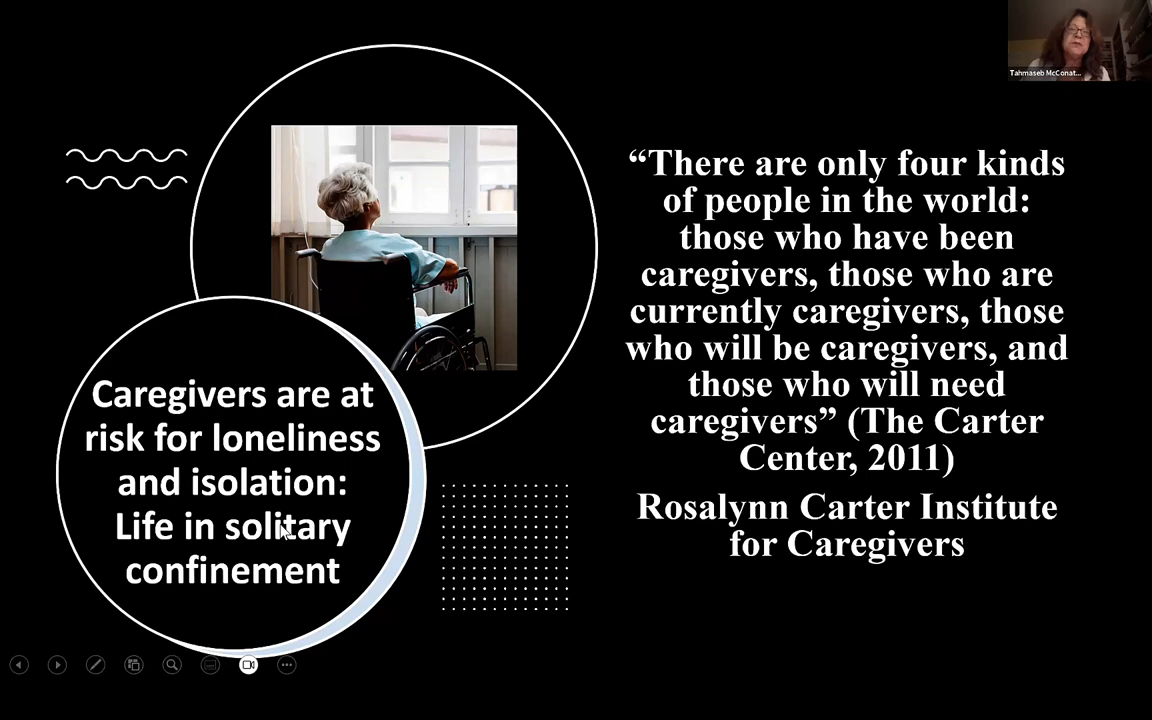 Tahmaseb McConat...
“There are only four kinds
of people in the world:
those who have been
caregivers, those who are
currently caregivers, those
who will be caregivers, and
those who will need
caregivers” (The Carter
Center, 2011)
Rosalynn Carter Institute
for Caregivers
Caregivers are at
risk for loneliness
and isolation:
Life in solitary
confinement